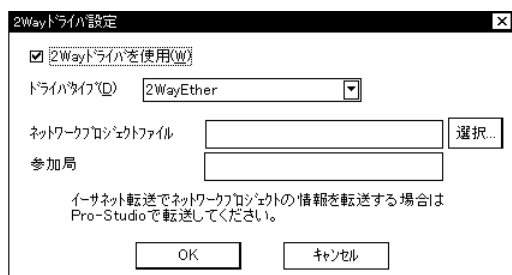 2Wayﾄﾞﾗｲﾊﾞ設定
2Wayﾄﾞﾗｲﾊﾞを使用(W)
ﾄﾞﾗｲﾊﾞﾀｲﾌﾟ(D) 2WayEther
ﾈｯﾄﾜｰｸﾌﾟﾛｼﾞｪｸﾄﾌｧｲﾙ 選択...
参加局
イーサネット転送でﾈｯﾄﾜｰｸﾌﾟﾛｼﾞｪｸﾄの情報を転送する場合は
Pro-Studioで転送してください。
OK ｷｬﾝｾﾙ